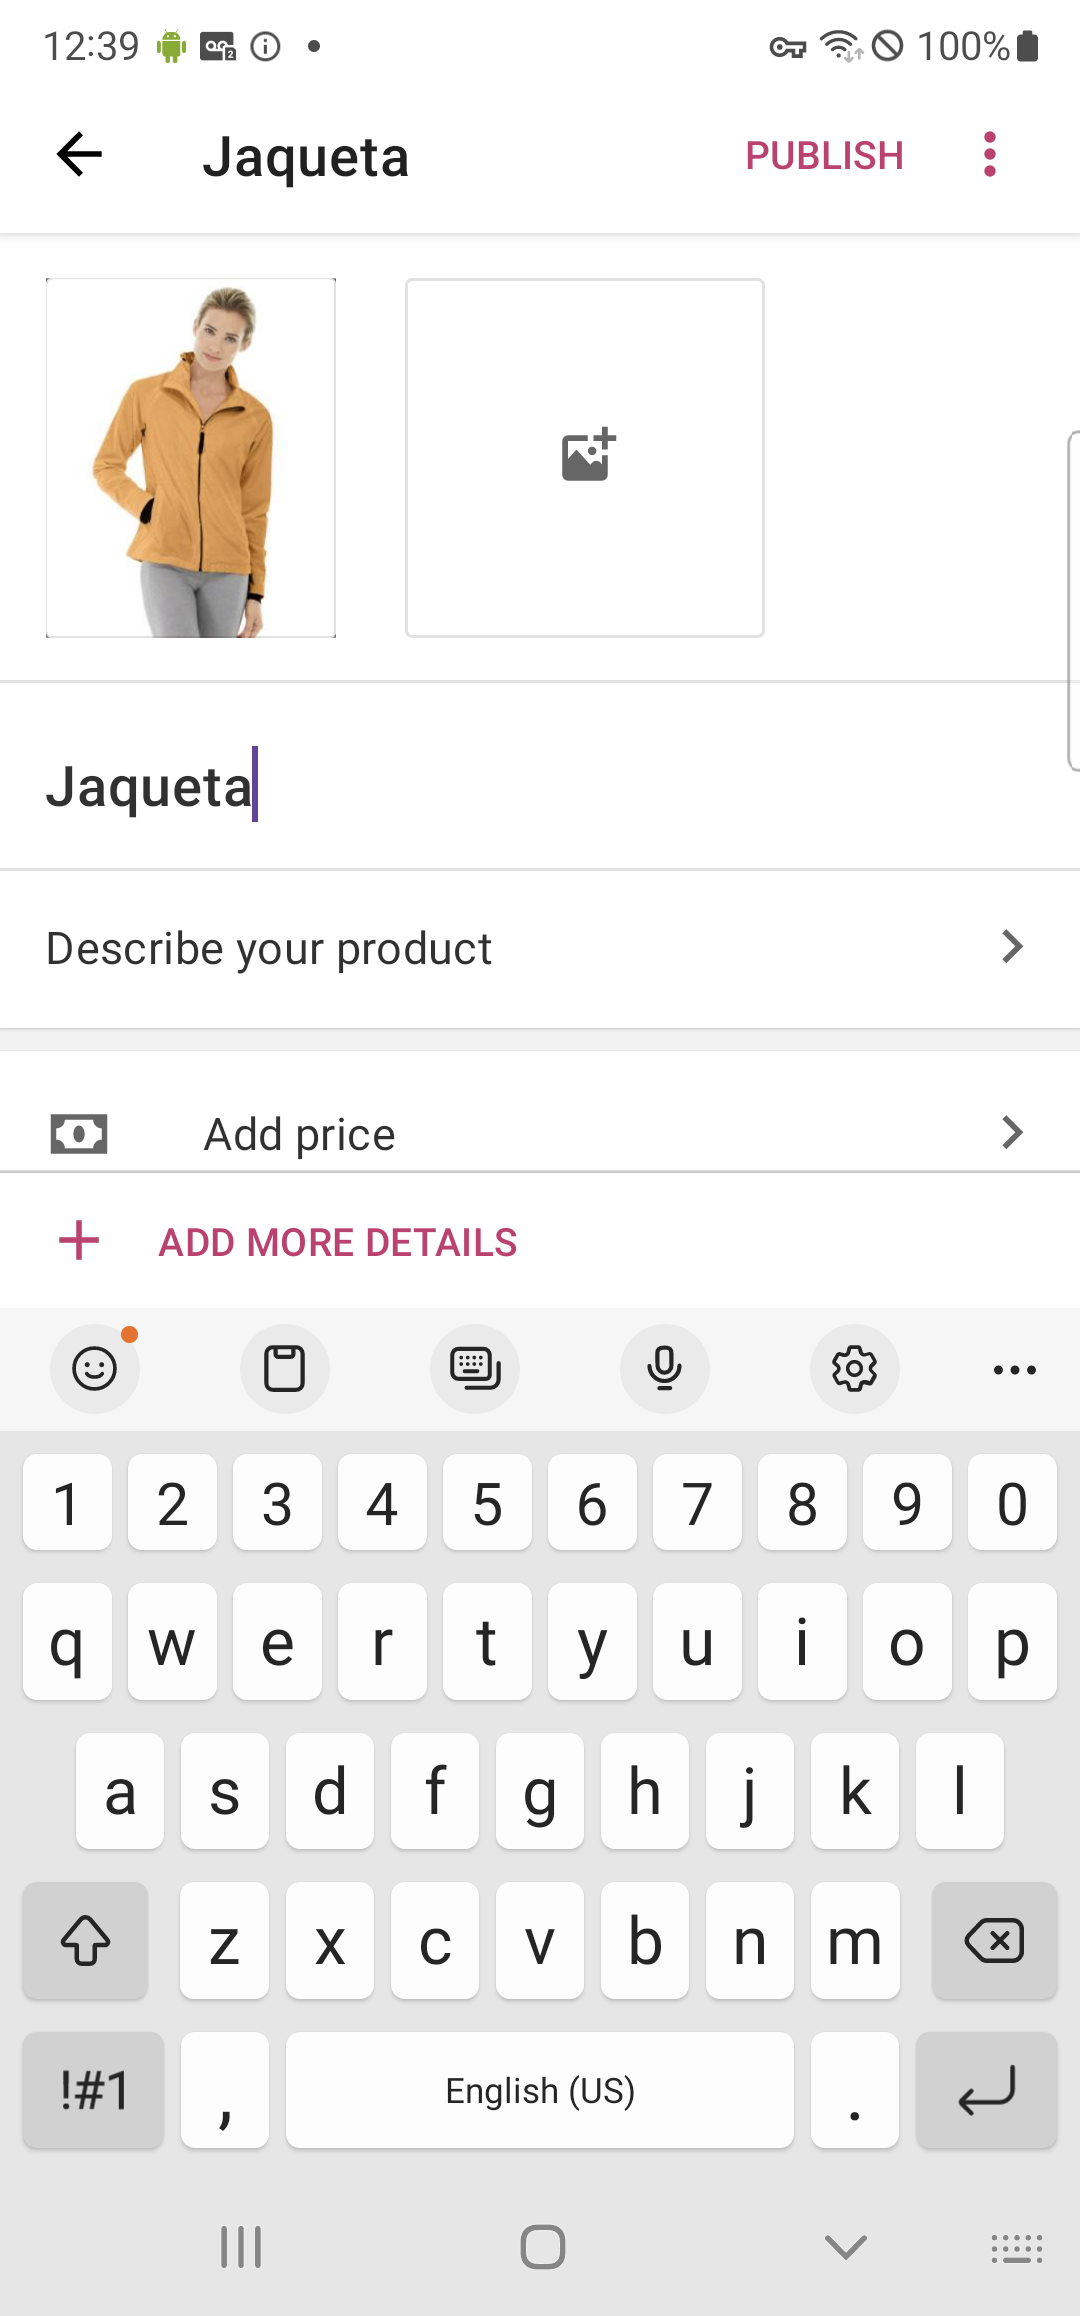 12:39
100%
Jaqueta
PUBLISH
Jaqueta
Describe your product
Add price
ADD MORE DETAILS
1 2 3 4 5 6 7 8 9 0
q w e r t y u i o p
a s d f g h j k l
z x c v b n m
!#1 , English (US) .